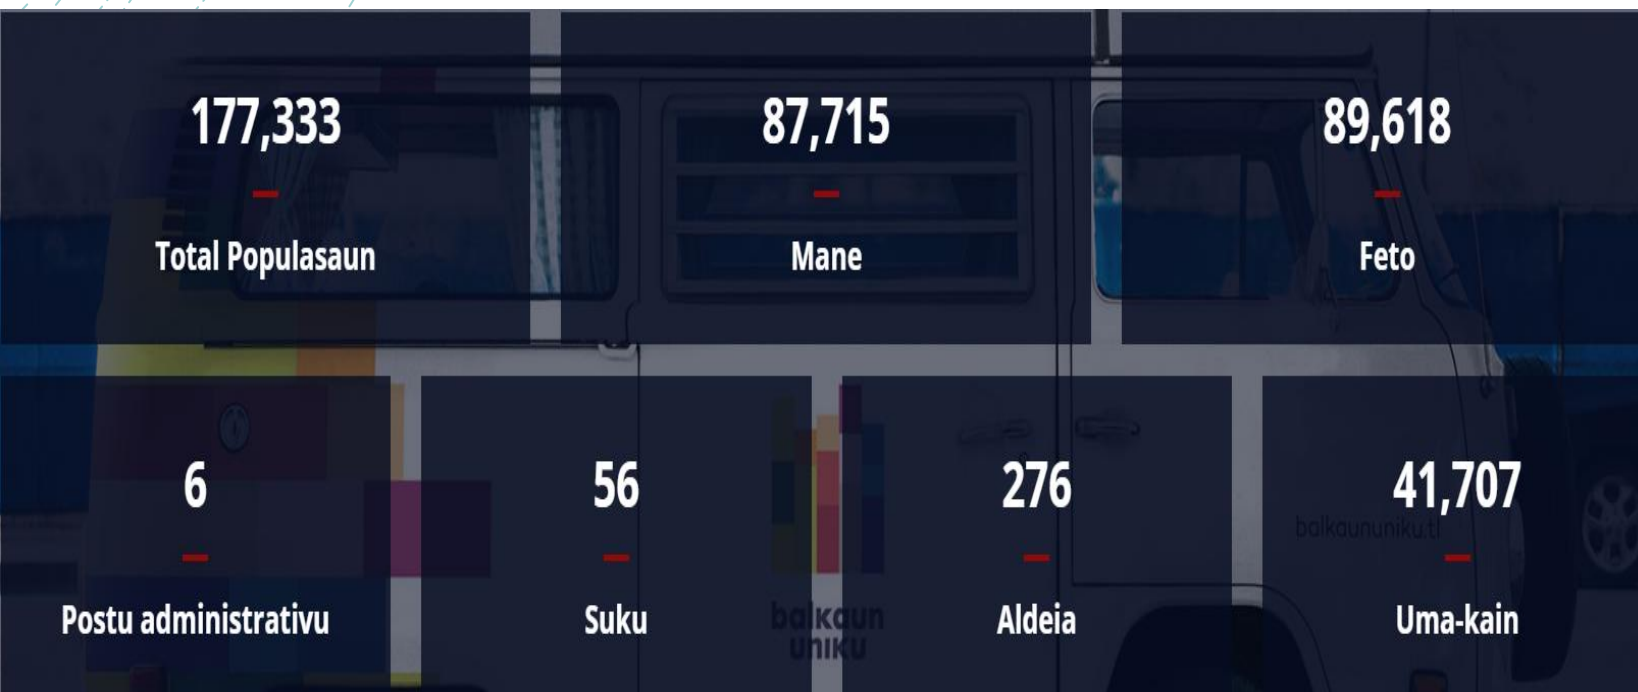 177,333
87,715
89,618
Total Populasaun
Mane
Feto
6
56
276
41,707
balkaununiku.tl
Postu administrativu
Suku
Aldeia
Uma-kain
balkaun
uniku